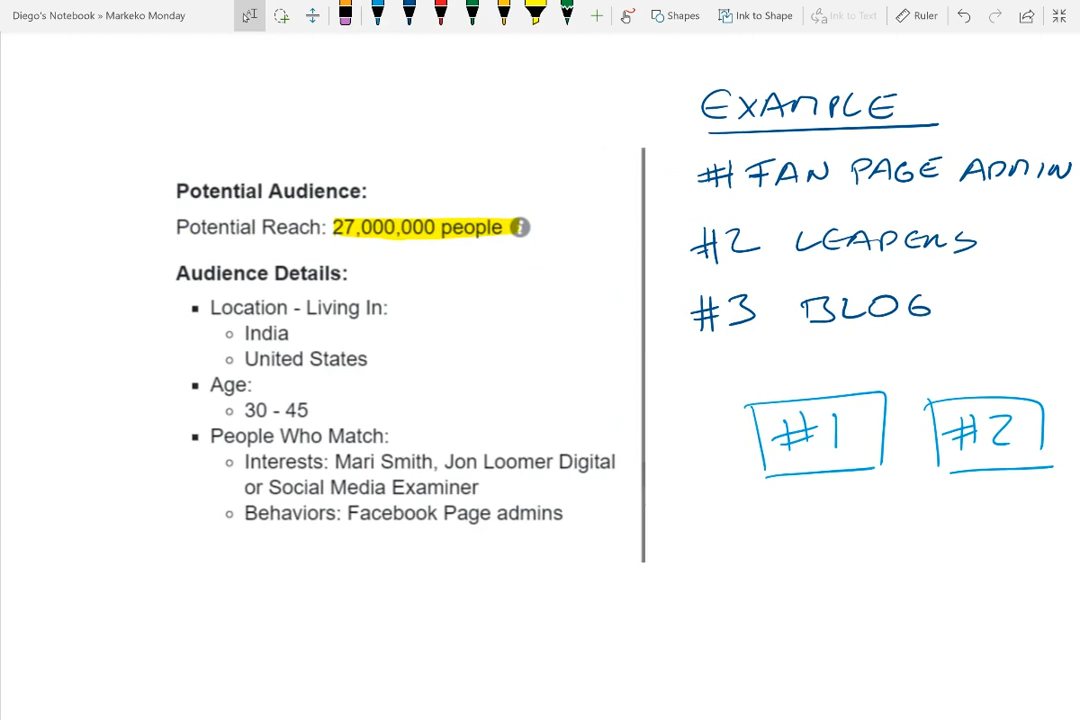 Diego's Notebook » Markeko Monday
Shapes
Ink to Shape
Ink to Text
Ruler
Potential Audience:
Potential Reach: 27,000,000 people
Audience Details:
Location - Living In:
India
United States
Age:
30 - 45
People Who Match:
Interests: Mari Smith, Jon Loomer Digital
or Social Media Examiner
Behaviors: Facebook Page admins
EXAMPLE
#1 FAN PAGE ADMIN
#2 LEADERS
#3 BLOG
#1 #2